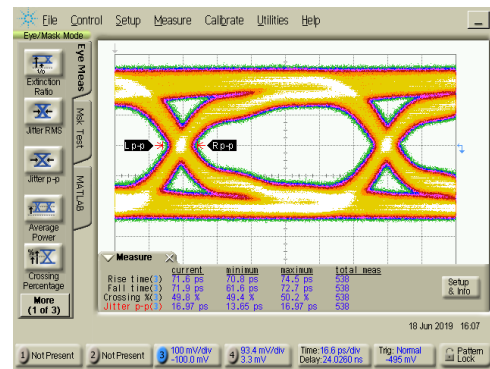 File Control Setup Measure Calibrate Utilities Help
Eye/Mask Mode
Extinction
Ratio
Jitter RMS
Jitter p-p
Average
Power
Crossing
Percentage
More
(1 of 3)
Eye Meas
Msk Test
MATLAB
L p-p
R p-p
Measure
current minimum maximum total meas
Rise time(3) 71.6 ps 70.8 ps 74.5 ps 538
Fall time(3) 71.9 ps 61.6 ps 72.7 ps 538
Crossing %(3) 49.8 % 49.4 % 50.2 % 538
Jitter p-p(3) 16.97 ps 13.65 ps 16.97 ps 538
Setup
& Info
18 Jun 2019 16:07
1 Not Present
2 Not Present
3 100 mV/div
-100.0 mV
4 93.4 mV/div
3.3 mV
Time:16.6 ps/div
Delay:24.0260 ns
Trig: Normal
-495 mV
Pattern
Lock